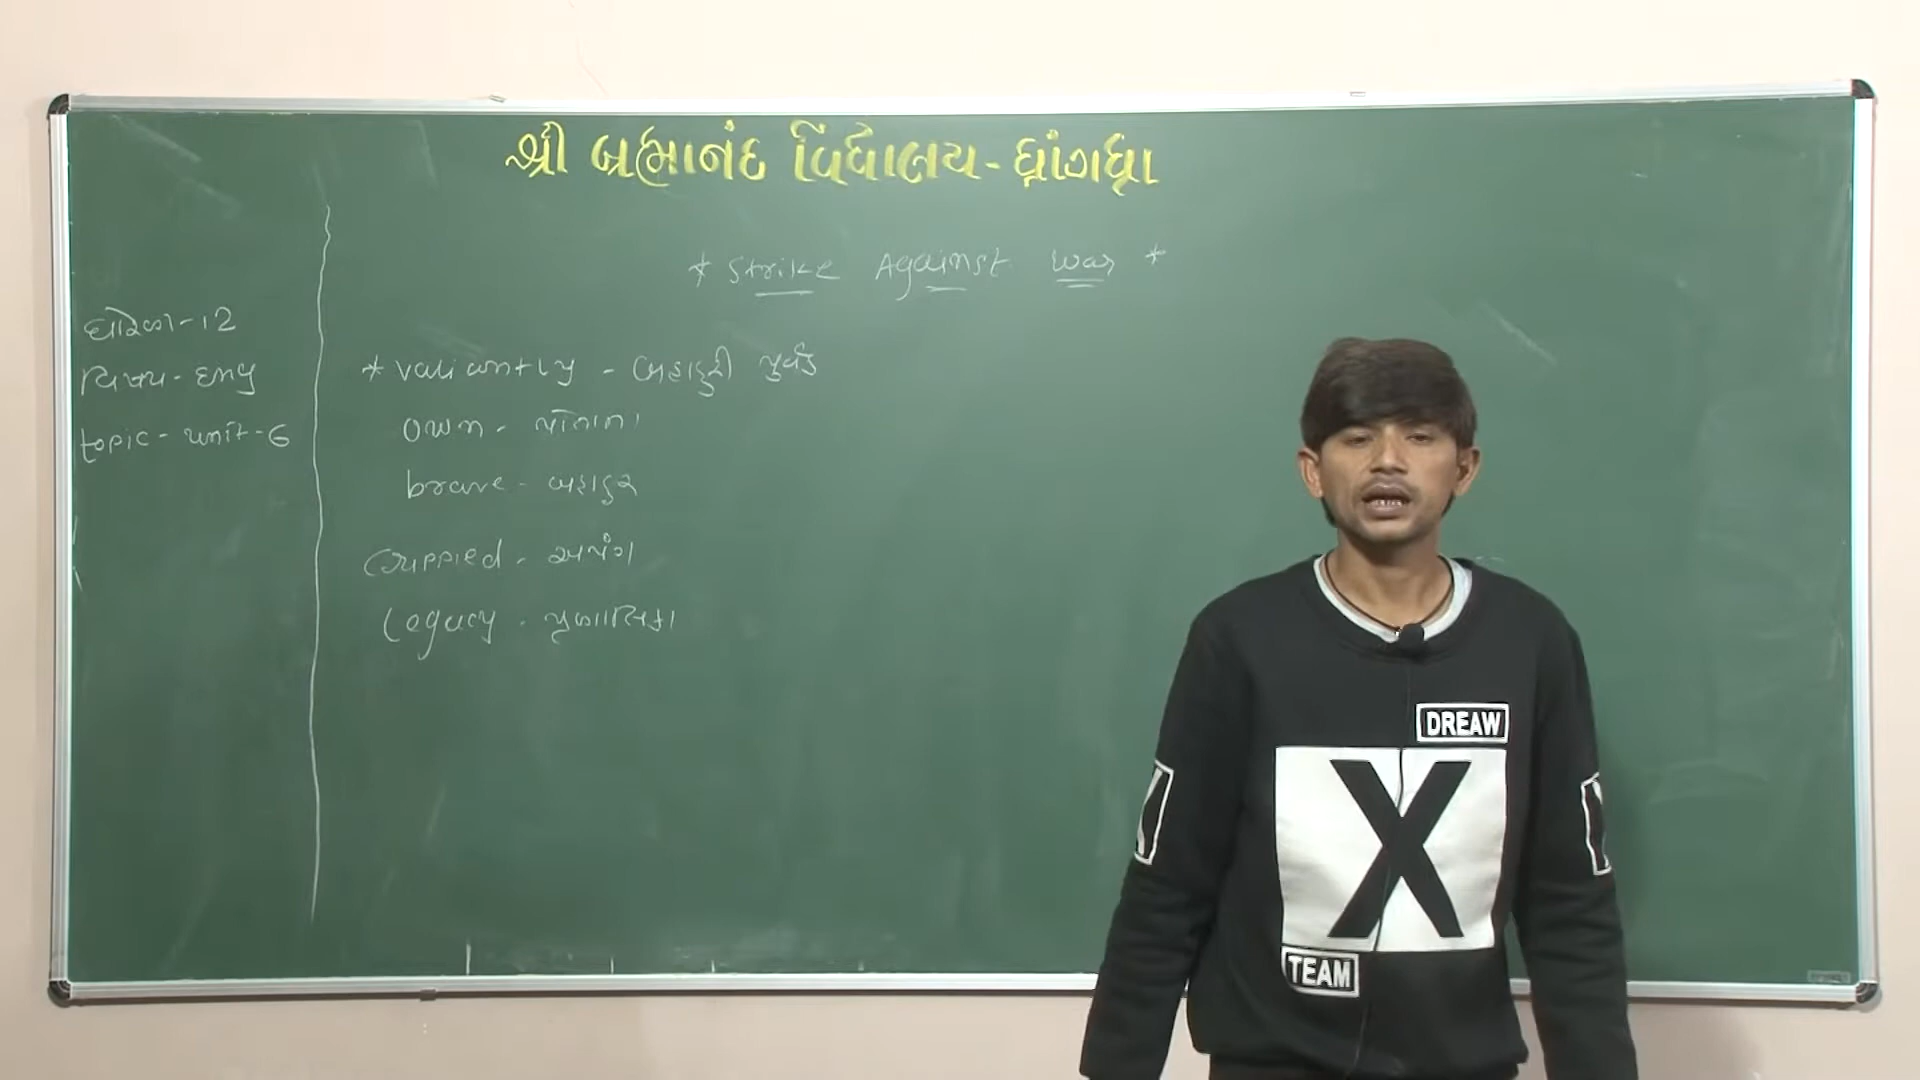 શ્રી બ્રહ્માનંદ વિદ્યાલય - ધ્રાંગધ્રા
* Strike Against War *
ધોરણ - 12
વિષય - Eng
topic - unit - 6
* valiantly - બહાદુરી પૂર્વક
own - પોતાના
brave - બહાદુર
crippled - અપંગ
Legacy -
DREAW
X
TEAM